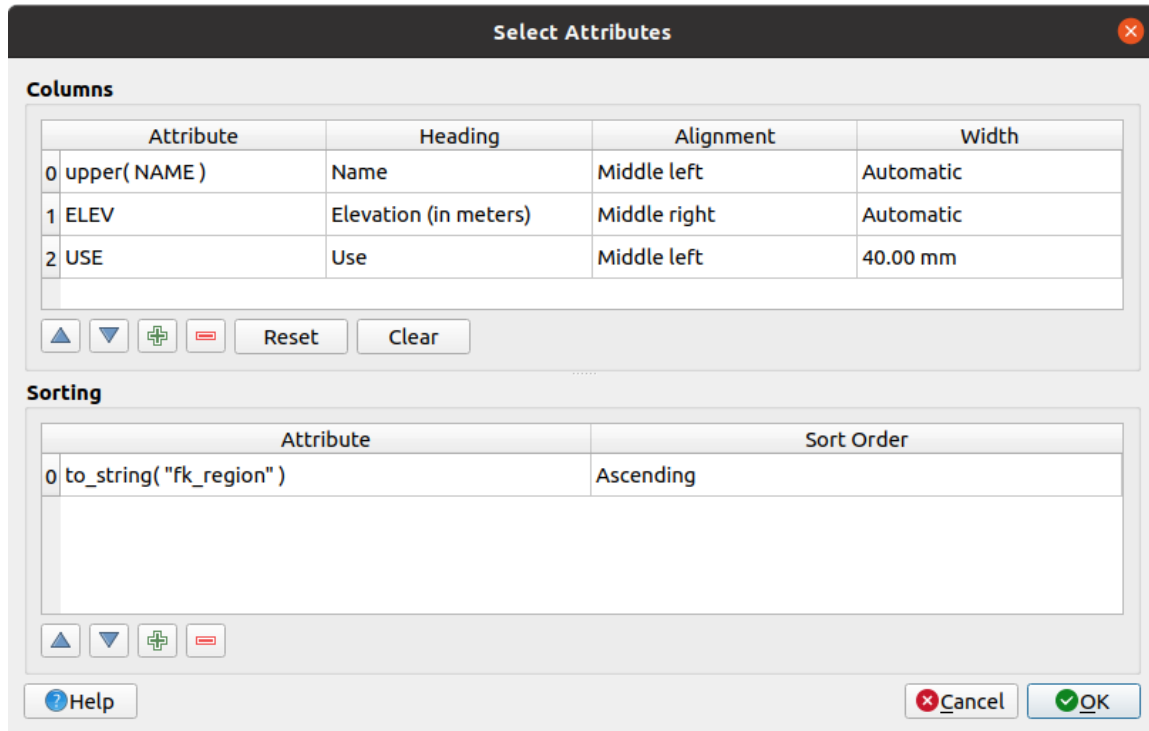 Select Attributes
Columns
Attribute Heading Alignment Width
0 upper( NAME ) Name Middle left Automatic
1 ELEV Elevation (in meters) Middle right Automatic
2 USE Use Middle left 40.00 mm
Reset Clear
Sorting
Attribute Sort Order
0 to_string( "fk_region" ) Ascending
Help Cancel OK